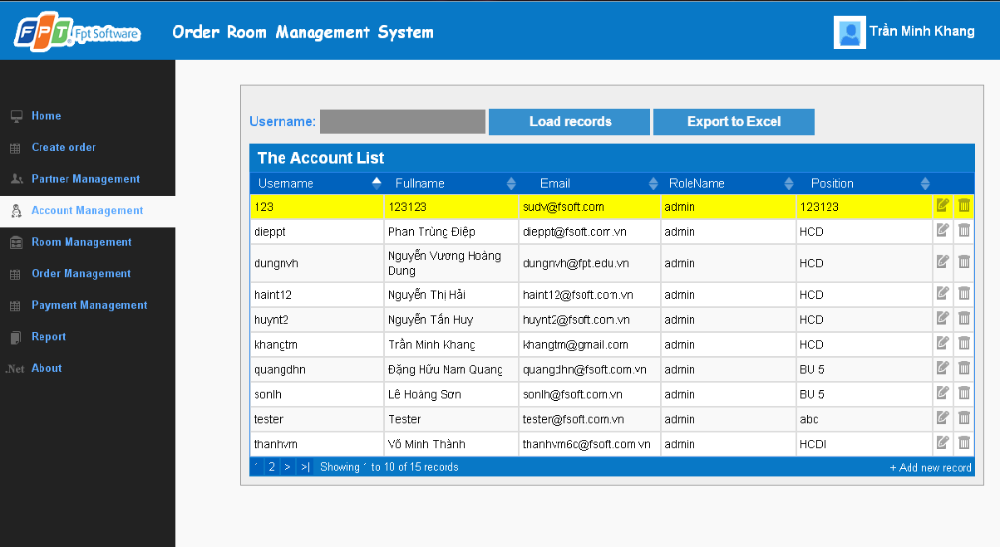 FPT Fpt Software
Order Room Management System
Trần Minh Khang
Home
Create order
Partner Management
Account Management
Room Management
Order Management
Payment Management
Report
.Net About
Username: Load records Export to Excel
The Account List
Username Fullname Email RoleName Position
123 123123 sudv@fsoft.com admin 123123
dieppt Phan Trùng Điệp dieppt@fsoft.com.vn admin HCD
dungnvh Nguyễn Vương Hoàng Dung dungnvh@fpt.edu.vn admin HCD
haint12 Nguyễn Thị Hải haint12@fsoft.com.vn admin HCD
huynt2 Nguyễn Tấn Huy huynt2@fsoft.com.vn admin HCD
khangtm Trần Minh Khang khangtm@gmail.com admin HCD
quangdhn Đặng Hữu Nam Quang quangdhn@fsoft.com.vn admin BU 5
sonlh Lê Hoàng Sơn sonlh@fsoft.com.vn admin BU 5
tester Tester tester@fsoft.com.vn admin abc
thanhvm Võ Minh Thành thanhvm6c@fsoft.com.vn admin HCDI
1 2 > >| Showing 1 to 10 of 15 records + Add new record